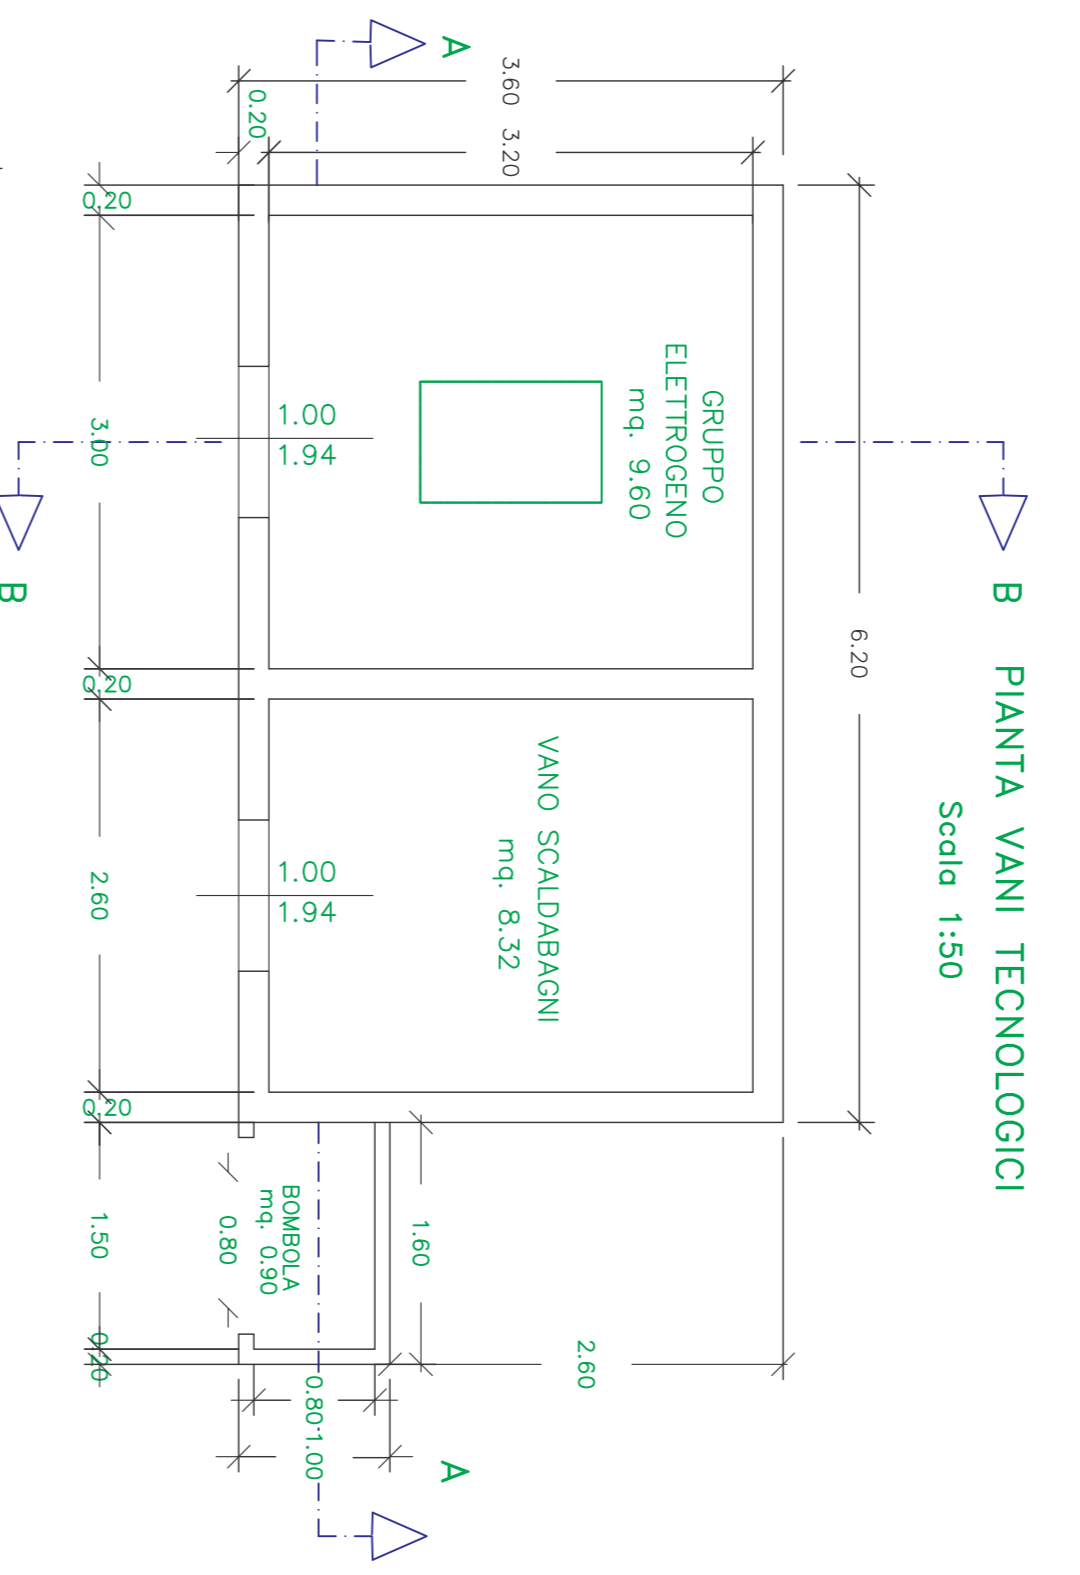 PIANTA VANI TECNOLOGICI
Scala 1:50
B
B
A
A
6.20
3.60
3.20
0.20
GRUPPO
ELETTROGENO
mq. 9.60
VANO SCALDABAGNI
mq. 8.32
BOMBOLA
mq. 0.90
1.00
1.94
1.00
1.94
0.20
3.00
0.20
2.60
0.20
1.50
0.20
0.80
1.60
2.60
0.80
1.00